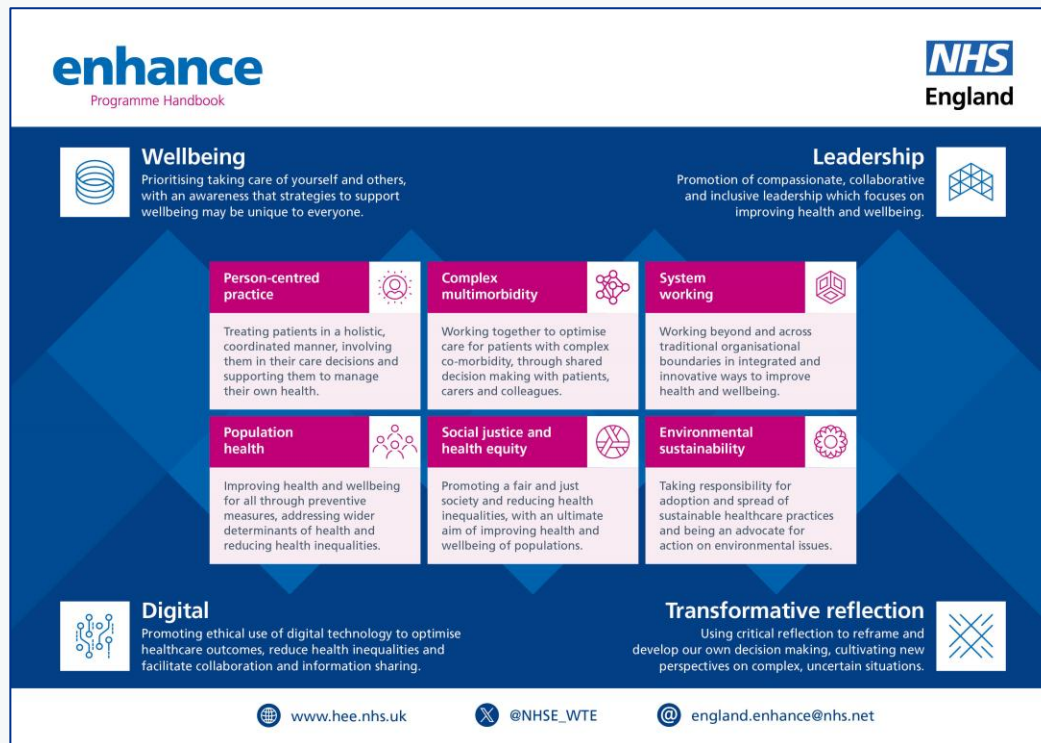 enhance
Programme Handbook
NHS
England
Wellbeing
Prioritising taking care of yourself and others,
with an awareness that strategies to support
wellbeing may be unique to everyone.
Leadership
Promotion of compassionate, collaborative
and inclusive leadership which focuses on
improving health and wellbeing.
Person-centred
practice
Treating patients in a holistic,
coordinated manner, involving
them in their care decisions and
supporting them to manage
their own health.
Complex
multimorbidity
Working together to optimise
care for patients with complex
co-morbidity, through shared
decision making with patients,
carers and colleagues.
System
working
Working beyond and across
traditional organisational
boundaries in integrated and
innovative ways to improve
health and wellbeing.
Population
health
Improving health and wellbeing
for all through preventive
measures, addressing wider
determinants of health and
reducing health inequalities.
Social justice and
health equity
Promoting a fair and just
society and reducing health
inequalities, with an ultimate
aim of improving health and
wellbeing of populations.
Environmental
sustainability
Taking responsibility for
adoption and spread of
sustainable healthcare practices
and being an advocate for
action on environmental issues.
Digital
Promoting ethical use of digital technology to optimise
healthcare outcomes, reduce health inequalities and
facilitate collaboration and information sharing.
Transformative reflection
Using critical reflection to reframe and
develop our own decision making, cultivating new
perspectives on complex, uncertain situations.
www.hee.nhs.uk
@NHSE_WTE
england.enhance@nhs.net